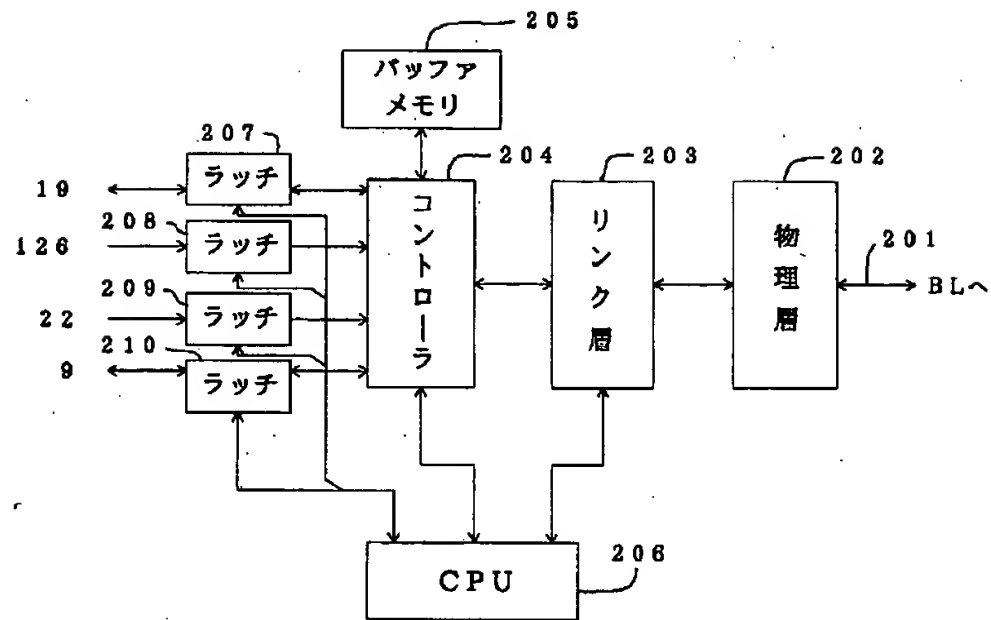 205
バッファ
メモリ
207
204
203
202
19
ラッチ
208
126
ラッチ
209
22
ラッチ
210
9
ラッチ
コントローラ
リンク層
物理層
201
BLへ
CPU
206